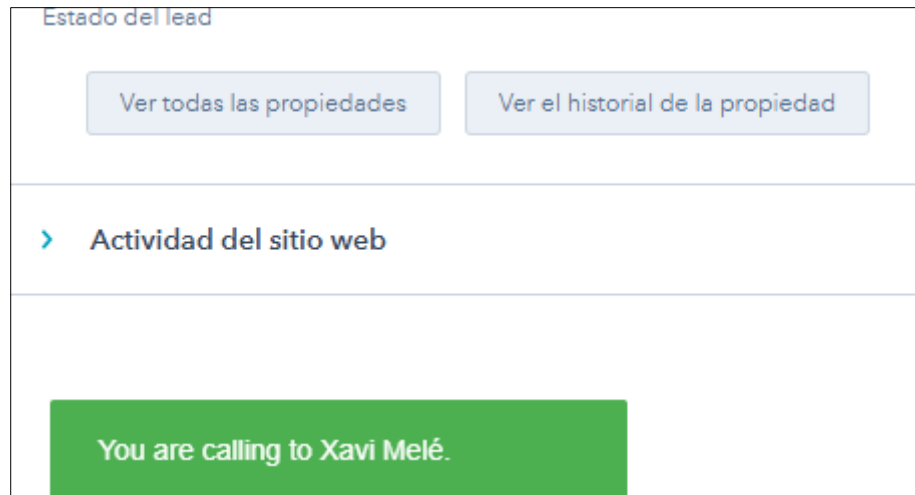 Estado del lead
Ver todas las propiedades
Ver el historial de la propiedad
Actividad del sitio web
You are calling to Xavi Melé.